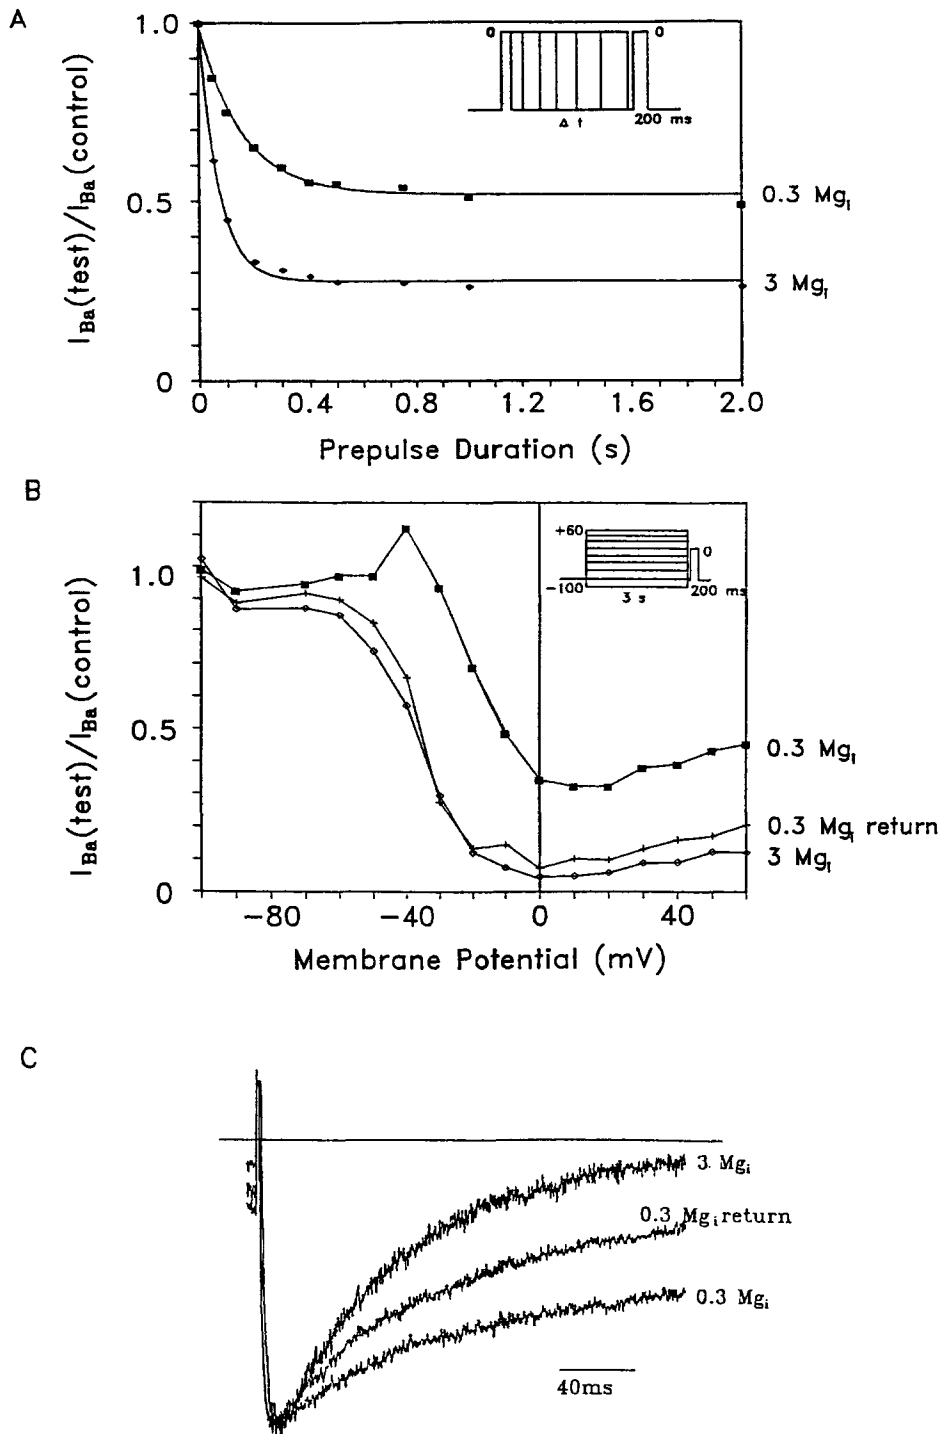 A
1.0
0.5
0
I_Ba(test)/I_Ba(control)
0
0
Δ t
200 ms
0.3 Mg_i
3 Mg_i
0
0.4
0.8
1.2
1.6
2.0
Prepulse Duration (s)
B
1.0
0.5
0
I_Ba(test)/I_Ba(control)
+60
0
-100
3 s
200 ms
0.3 Mg_i
0.3 Mg_i return
3 Mg_i
-80
-40
0
40
Membrane Potential (mV)
C
3 Mg_i
0.3 Mg_i return
0.3 Mg_i
40ms